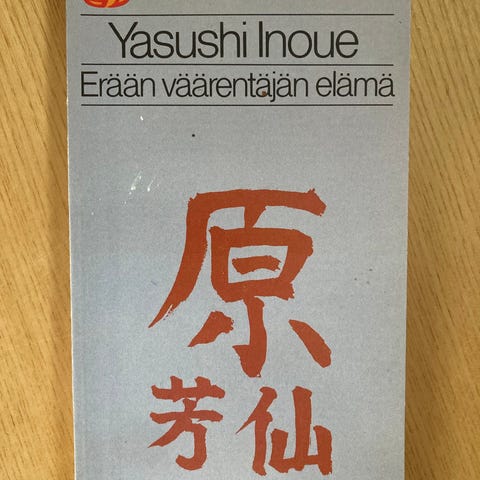 Yasushi Inoue
Erään väärentäjän elämä
原
芳仙